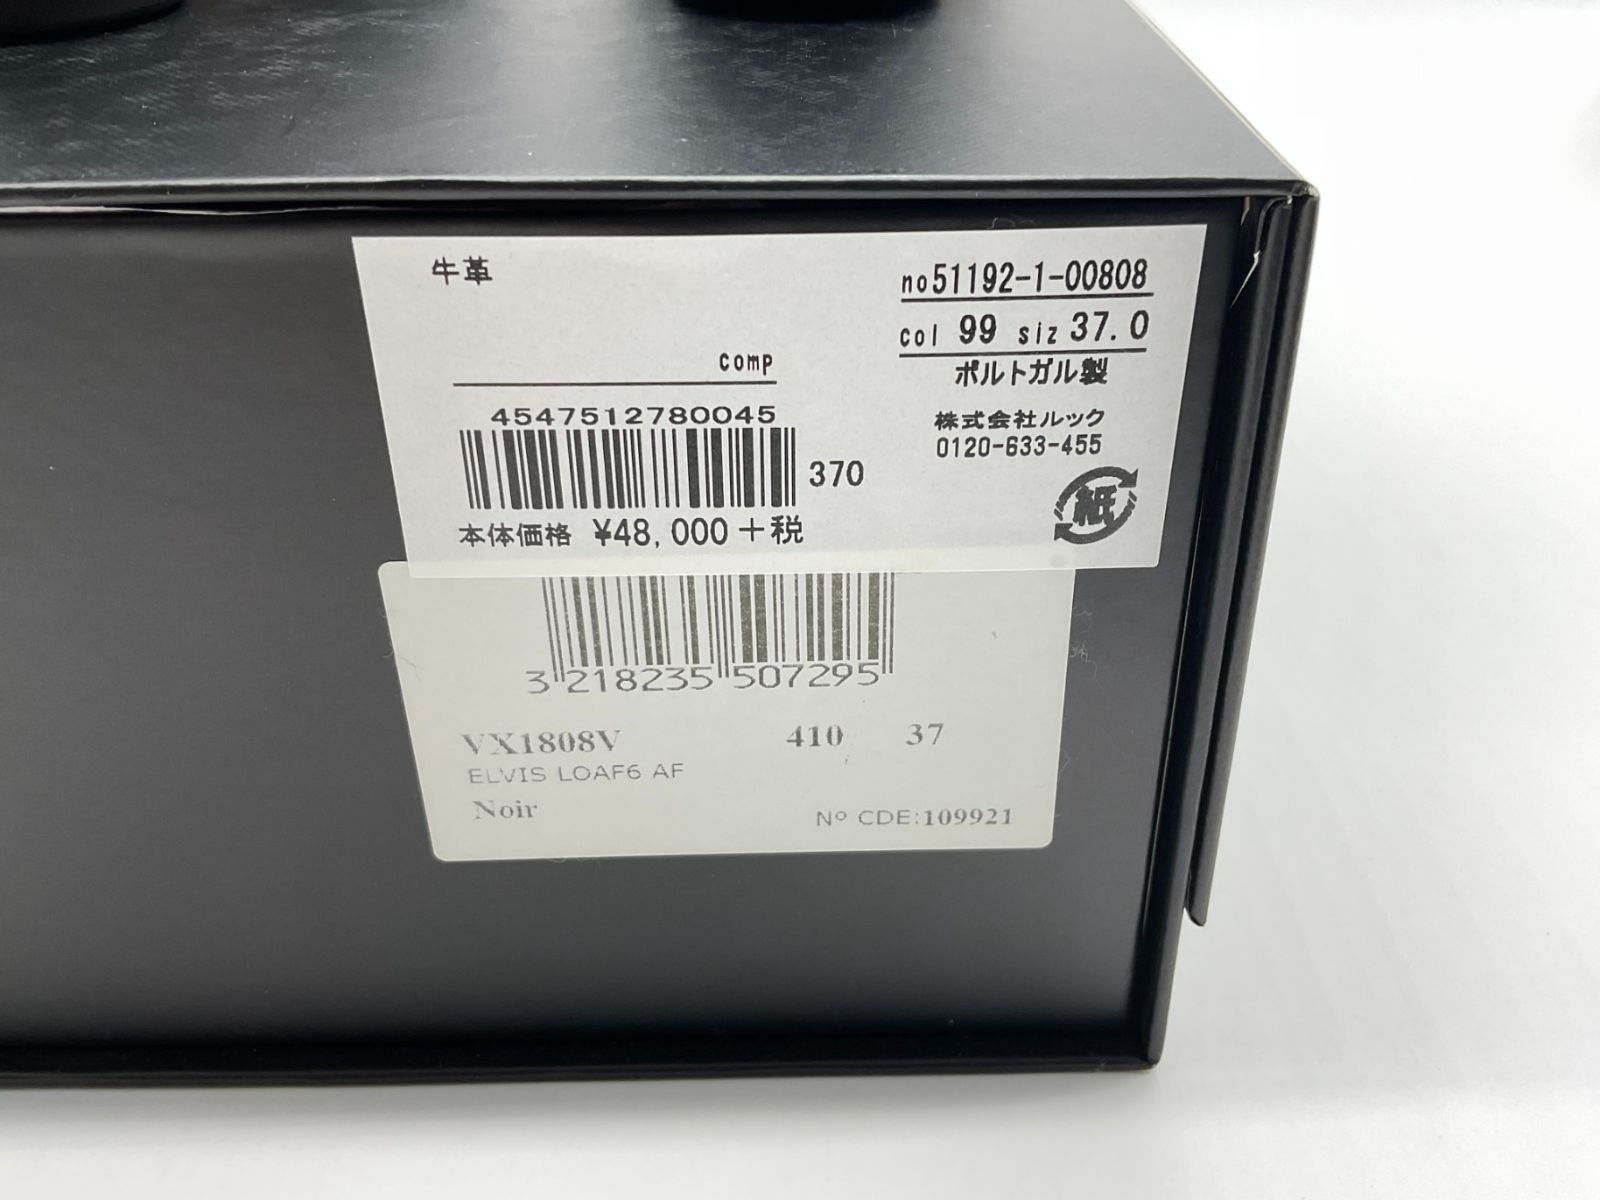 牛革
no51192-1-00808
col 99 siz 37.0
ポルトガル製
comp
株式会社ルック
0120-633-455
4547512780045
370
紙
本体価格 ¥48,000+税
3 218235 507295
VX1808V 410 37
ELVIS LOAF6 AF
Noir
Nº CDE:109921